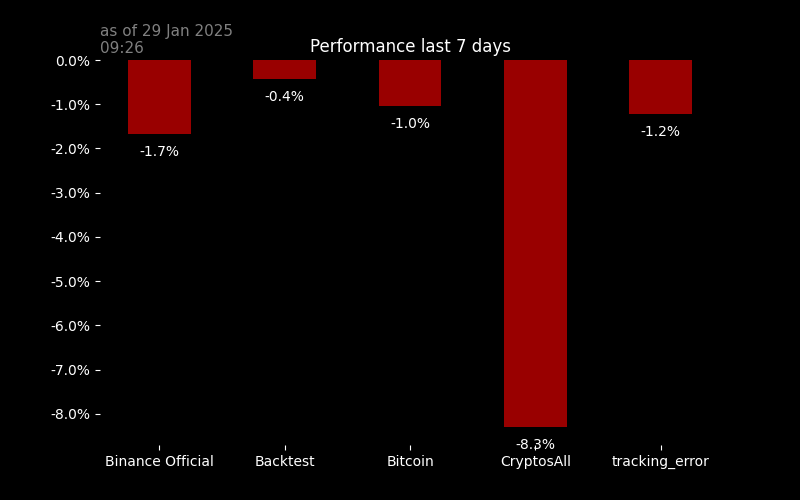 as of 29 Jan 2025
09:26
Performance last 7 days
0.0%
-1.0%
-2.0%
-3.0%
-4.0%
-5.0%
-6.0%
-7.0%
-8.0%
-1.7%
-0.4%
-1.0%
-8.3%
-1.2%
Binance Official
Backtest
Bitcoin
CryptosAll
tracking_error